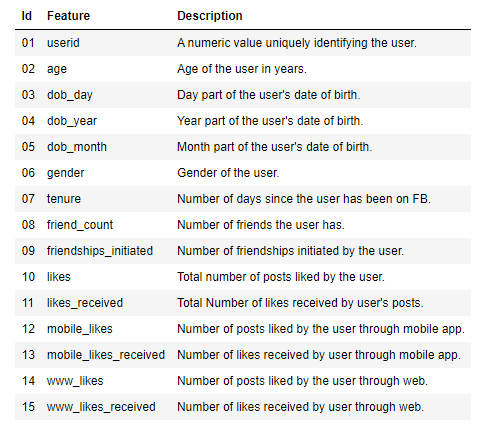 Id Feature Description
01 userid A numeric value uniquely identifying the user.
02 age Age of the user in years.
03 dob_day Day part of the user's date of birth.
04 dob_year Year part of the user's date of birth.
05 dob_month Month part of the user's date of birth.
06 gender Gender of the user.
07 tenure Number of days since the user has been on FB.
08 friend_count Number of friends the user has.
09 friendships_initiated Number of friendships initiated by the user.
10 likes Total number of posts liked by the user.
11 likes_received Total Number of likes received by user's posts.
12 mobile_likes Number of posts liked by the user through mobile app.
13 mobile_likes_received Number of likes received by user through mobile app.
14 www_likes Number of posts liked by the user through web.
15 www_likes_received Number of likes received by user through web.